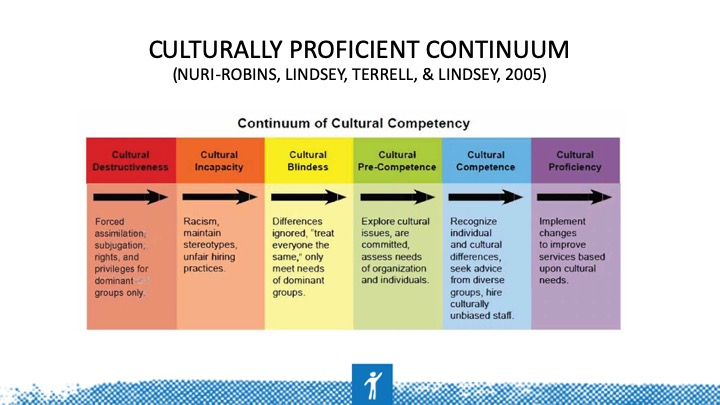 CULTURALLY PROFICIENT CONTINUUM
(NURI-ROBINS, LINDSEY, TERRELL, & LINDSEY, 2005)
Continuum of Cultural Competency
Cultural
Destructiveness
Cultural
Incapacity
Cultural
Blindess
Cultural
Pre-Competence
Cultural
Competence
Cultural
Proficiency
Forced
assimilation,
subjugation,
rights, and
privileges for
dominant
groups only.
Racism,
maintain
stereotypes,
unfair hiring
practices.
Differences
ignored, "treat
everyone the
same," only
meet needs
of dominant
groups.
Explore cultural
issues, are
committed,
assess needs
of organization
and individuals.
Recognize
individual
and cultural
differences,
seek advice
from diverse
groups, hire
culturally
unbiased staff.
Implement
changes
to improve
services based
upon cultural
needs.